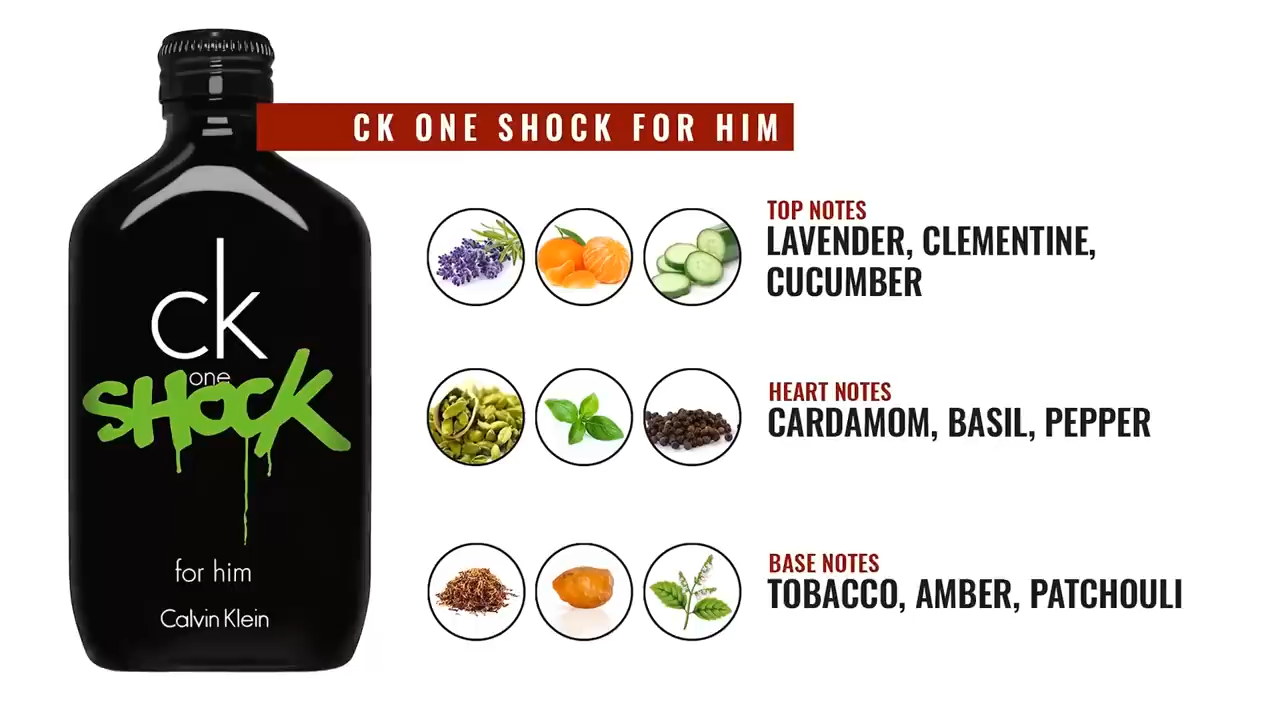 CK ONE SHOCK FOR HIM
TOP NOTES
LAVENDER, CLEMENTINE,
CUCUMBER
HEART NOTES
CARDAMOM, BASIL, PEPPER
BASE NOTES
TOBACCO, AMBER, PATCHOULI
ck
one
SHOCK
for him
Calvin Klein